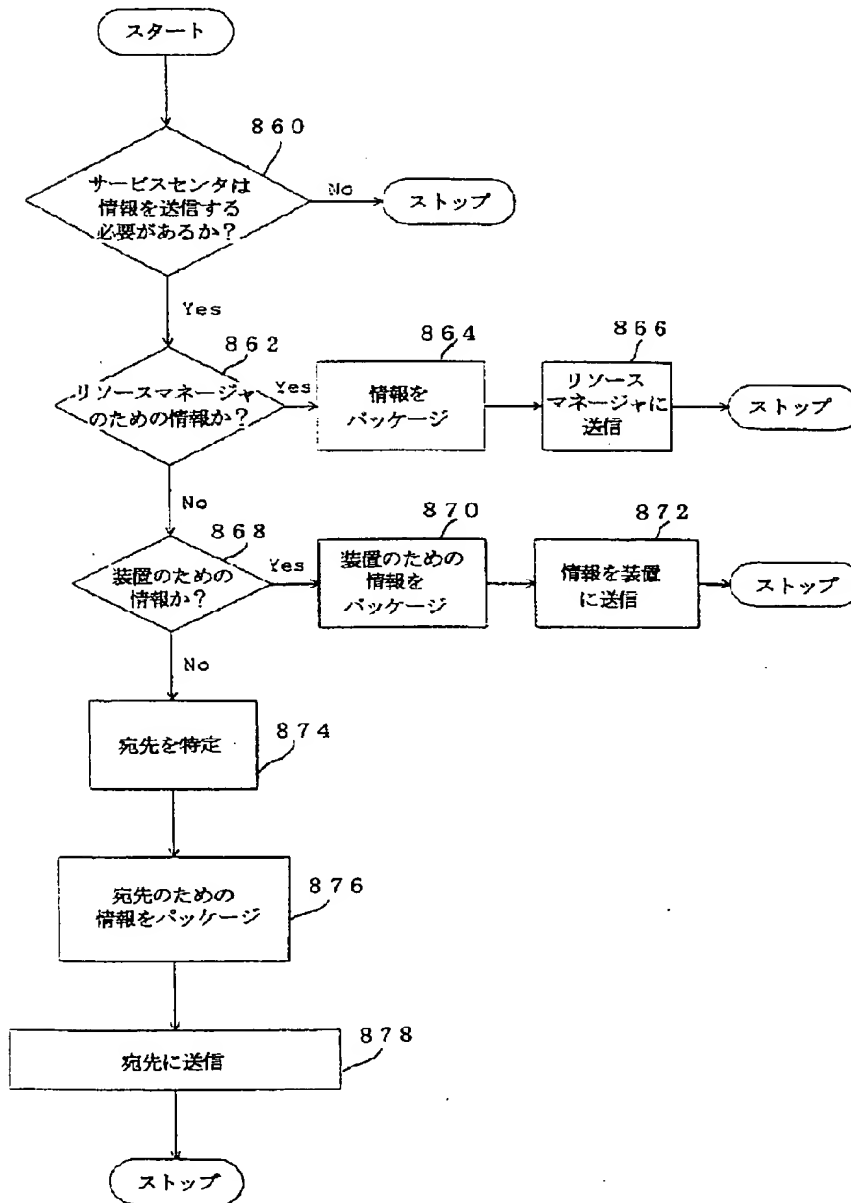 スタート
860
サービスセンタは
情報を送信する
必要があるか？
No
ストップ
Yes
862
リソースマネージャ
のための情報か？
Yes
864
情報を
パッケージ
866
リソース
マネージャに
送信
ストップ
No
868
装置のための
情報か？
Yes
870
装置のための
情報を
パッケージ
872
情報を装置
に送信
ストップ
No
宛先を特定
874
宛先のための
情報をパッケージ
876
宛先に送信
878
ストップ